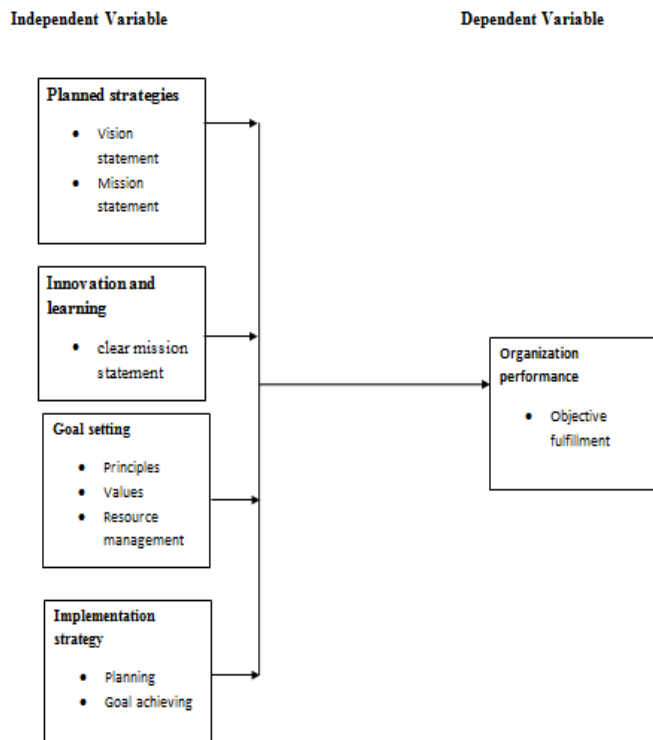 Independent Variable
Dependent Variable
Planned strategies
• Vision
statement
• Mission
statement
Innovation and
learning
• clear mission
statement
Goal setting
• Principles
• Values
• Resource
management
Implementation
strategy
• Planning
• Goal achieving
Organization
performance
• Objective
fulfillment